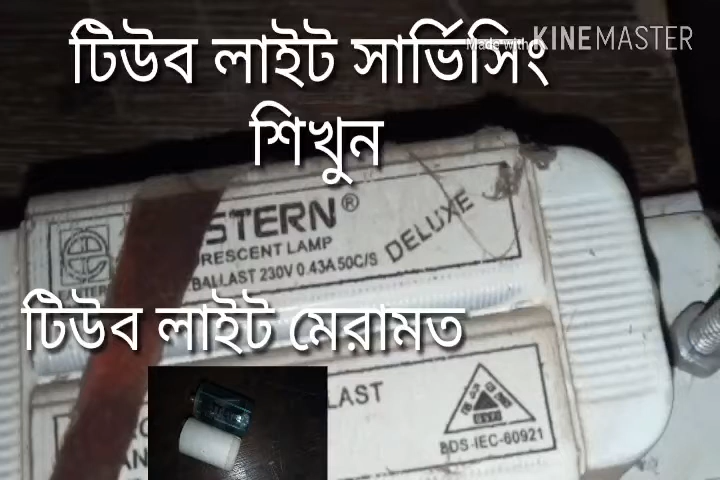 Made with KINEMASTER
টিউব লাইট সার্ভিসিং
শিখুন
STERN®
RESCENT LAMP
BALLAST 230V 0.43A 50C/S
DELUXE
টিউব লাইট মেরামত
LAST
BDS-IEC-60921